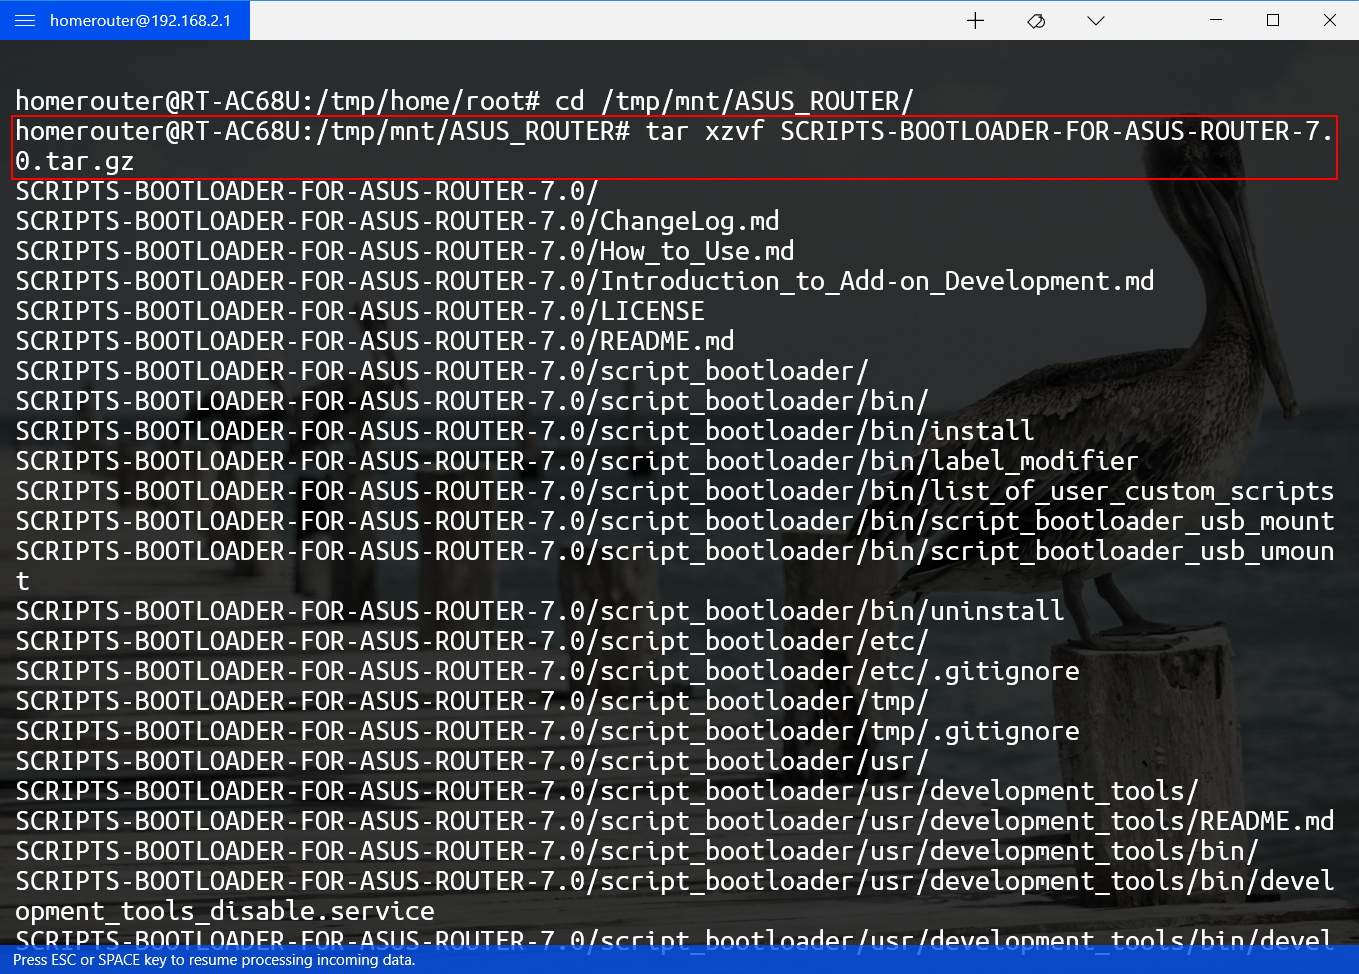 homerouter@192.168.2.1
homerouter@RT-AC68U:/tmp/home/root# cd /tmp/mnt/ASUS_ROUTER/
homerouter@RT-AC68U:/tmp/mnt/ASUS_ROUTER# tar xzvf SCRIPTS-BOOTLOADER-FOR-ASUS-ROUTER-7.
0.tar.gz
SCRIPTS-BOOTLOADER-FOR-ASUS-ROUTER-7.0/
SCRIPTS-BOOTLOADER-FOR-ASUS-ROUTER-7.0/ChangeLog.md
SCRIPTS-BOOTLOADER-FOR-ASUS-ROUTER-7.0/How_to_Use.md
SCRIPTS-BOOTLOADER-FOR-ASUS-ROUTER-7.0/Introduction_to_Add-on_Development.md
SCRIPTS-BOOTLOADER-FOR-ASUS-ROUTER-7.0/LICENSE
SCRIPTS-BOOTLOADER-FOR-ASUS-ROUTER-7.0/README.md
SCRIPTS-BOOTLOADER-FOR-ASUS-ROUTER-7.0/script_bootloader/
SCRIPTS-BOOTLOADER-FOR-ASUS-ROUTER-7.0/script_bootloader/bin/
SCRIPTS-BOOTLOADER-FOR-ASUS-ROUTER-7.0/script_bootloader/bin/install
SCRIPTS-BOOTLOADER-FOR-ASUS-ROUTER-7.0/script_bootloader/bin/label_modifier
SCRIPTS-BOOTLOADER-FOR-ASUS-ROUTER-7.0/script_bootloader/bin/list_of_user_custom_scripts
SCRIPTS-BOOTLOADER-FOR-ASUS-ROUTER-7.0/script_bootloader/bin/script_bootloader_usb_mount
SCRIPTS-BOOTLOADER-FOR-ASUS-ROUTER-7.0/script_bootloader/bin/script_bootloader_usb_umoun
t
SCRIPTS-BOOTLOADER-FOR-ASUS-ROUTER-7.0/script_bootloader/bin/uninstall
SCRIPTS-BOOTLOADER-FOR-ASUS-ROUTER-7.0/script_bootloader/etc/
SCRIPTS-BOOTLOADER-FOR-ASUS-ROUTER-7.0/script_bootloader/etc/.gitignore
SCRIPTS-BOOTLOADER-FOR-ASUS-ROUTER-7.0/script_bootloader/tmp/
SCRIPTS-BOOTLOADER-FOR-ASUS-ROUTER-7.0/script_bootloader/tmp/.gitignore
SCRIPTS-BOOTLOADER-FOR-ASUS-ROUTER-7.0/script_bootloader/usr/
SCRIPTS-BOOTLOADER-FOR-ASUS-ROUTER-7.0/script_bootloader/usr/development_tools/
SCRIPTS-BOOTLOADER-FOR-ASUS-ROUTER-7.0/script_bootloader/usr/development_tools/README.md
SCRIPTS-BOOTLOADER-FOR-ASUS-ROUTER-7.0/script_bootloader/usr/development_tools/bin/
SCRIPTS-BOOTLOADER-FOR-ASUS-ROUTER-7.0/script_bootloader/usr/development_tools/bin/devel
opment_tools_disable.service
SCRIPTS-BOOTLOADER-FOR-ASUS-ROUTER-7.0/script_bootloader/usr/development_tools/bin/devel
Press ESC or SPACE key to resume processing incoming data.